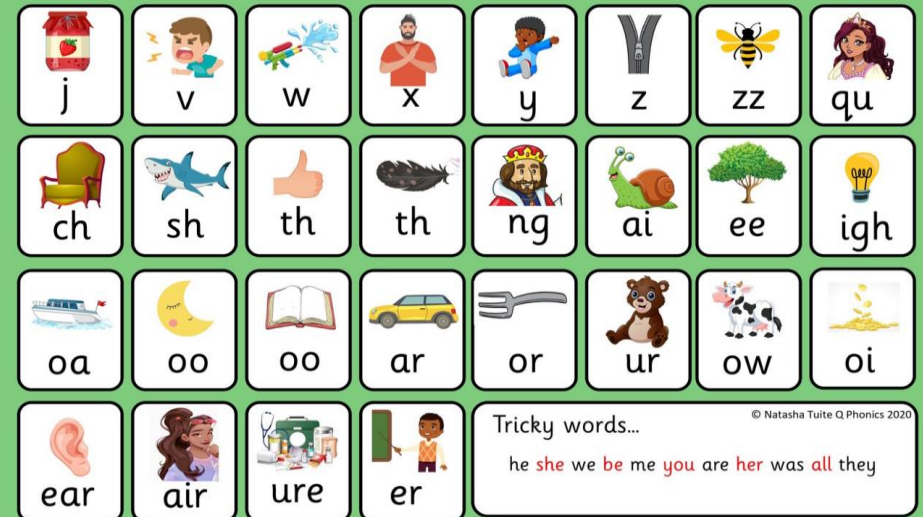 j v w x y z zz qu
ch sh th th ng ai ee igh
oa oo oo ar or ur ow oi
ear air ure er
© Natasha Tuite Q Phonics 2020
Tricky words...
he she we be me you are her was all they